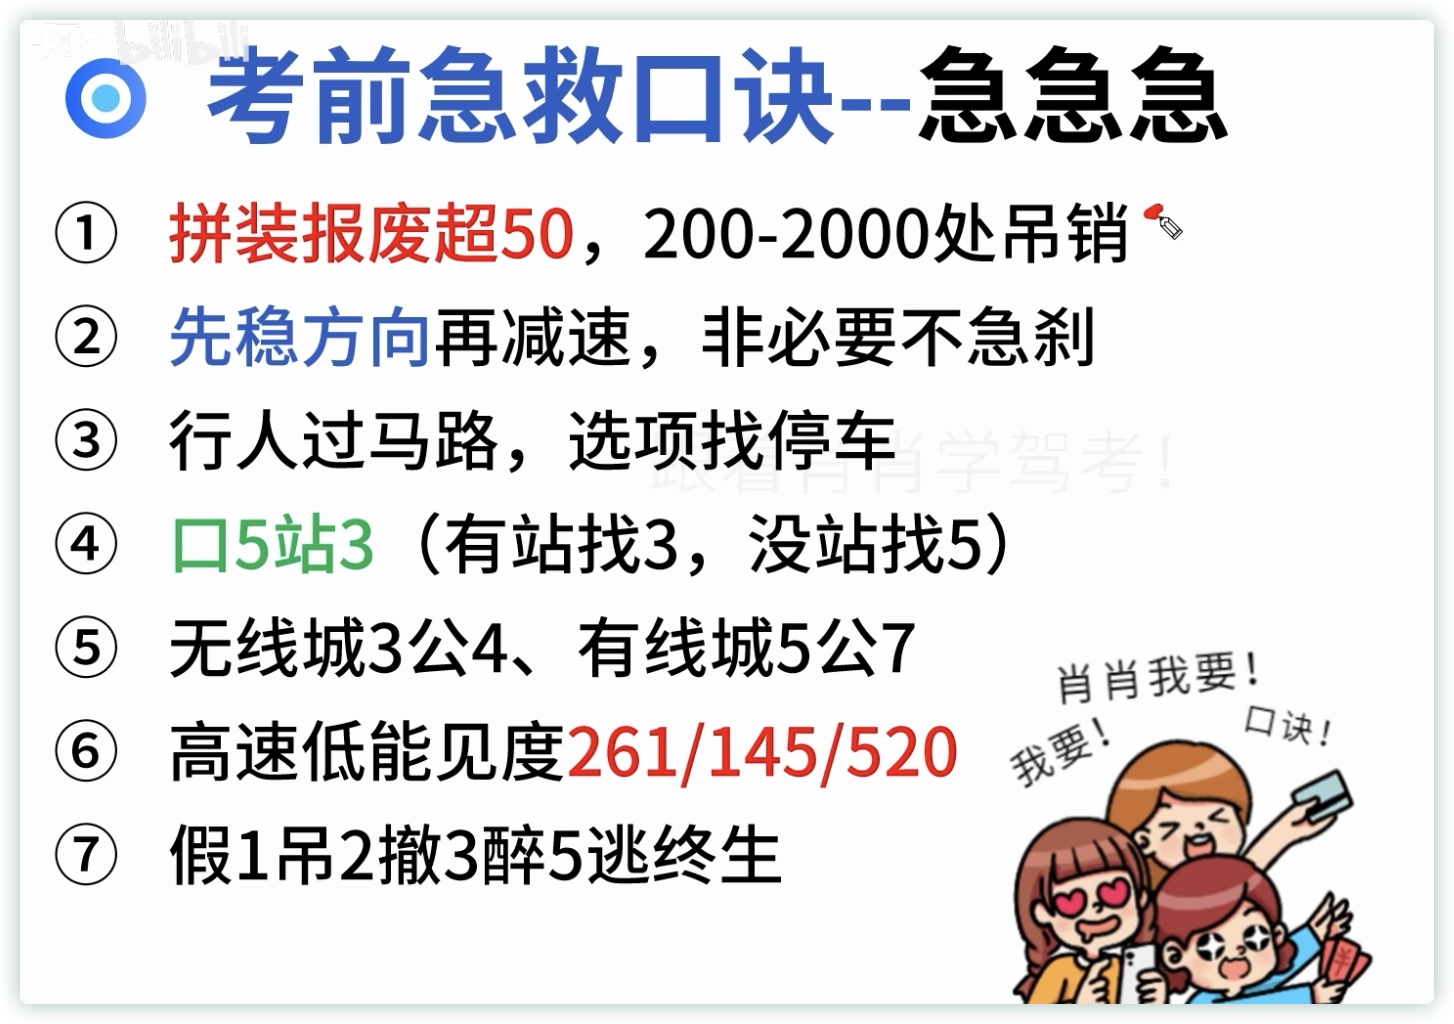 bilibili
考前急救口诀--急急急
① 拼装报废超50，200-2000处吊销
② 先稳方向再减速，非必要不急刹
③ 行人过马路，选项找停车
跟着肖肖学驾考！
④ 口5站3（有站找3，没站找5）
⑤ 无线城3公4、有线城5公7
⑥ 高速低能见度261/145/520
⑦ 假1吊2撤3醉5逃终生
肖肖我要！
我要！
口诀！